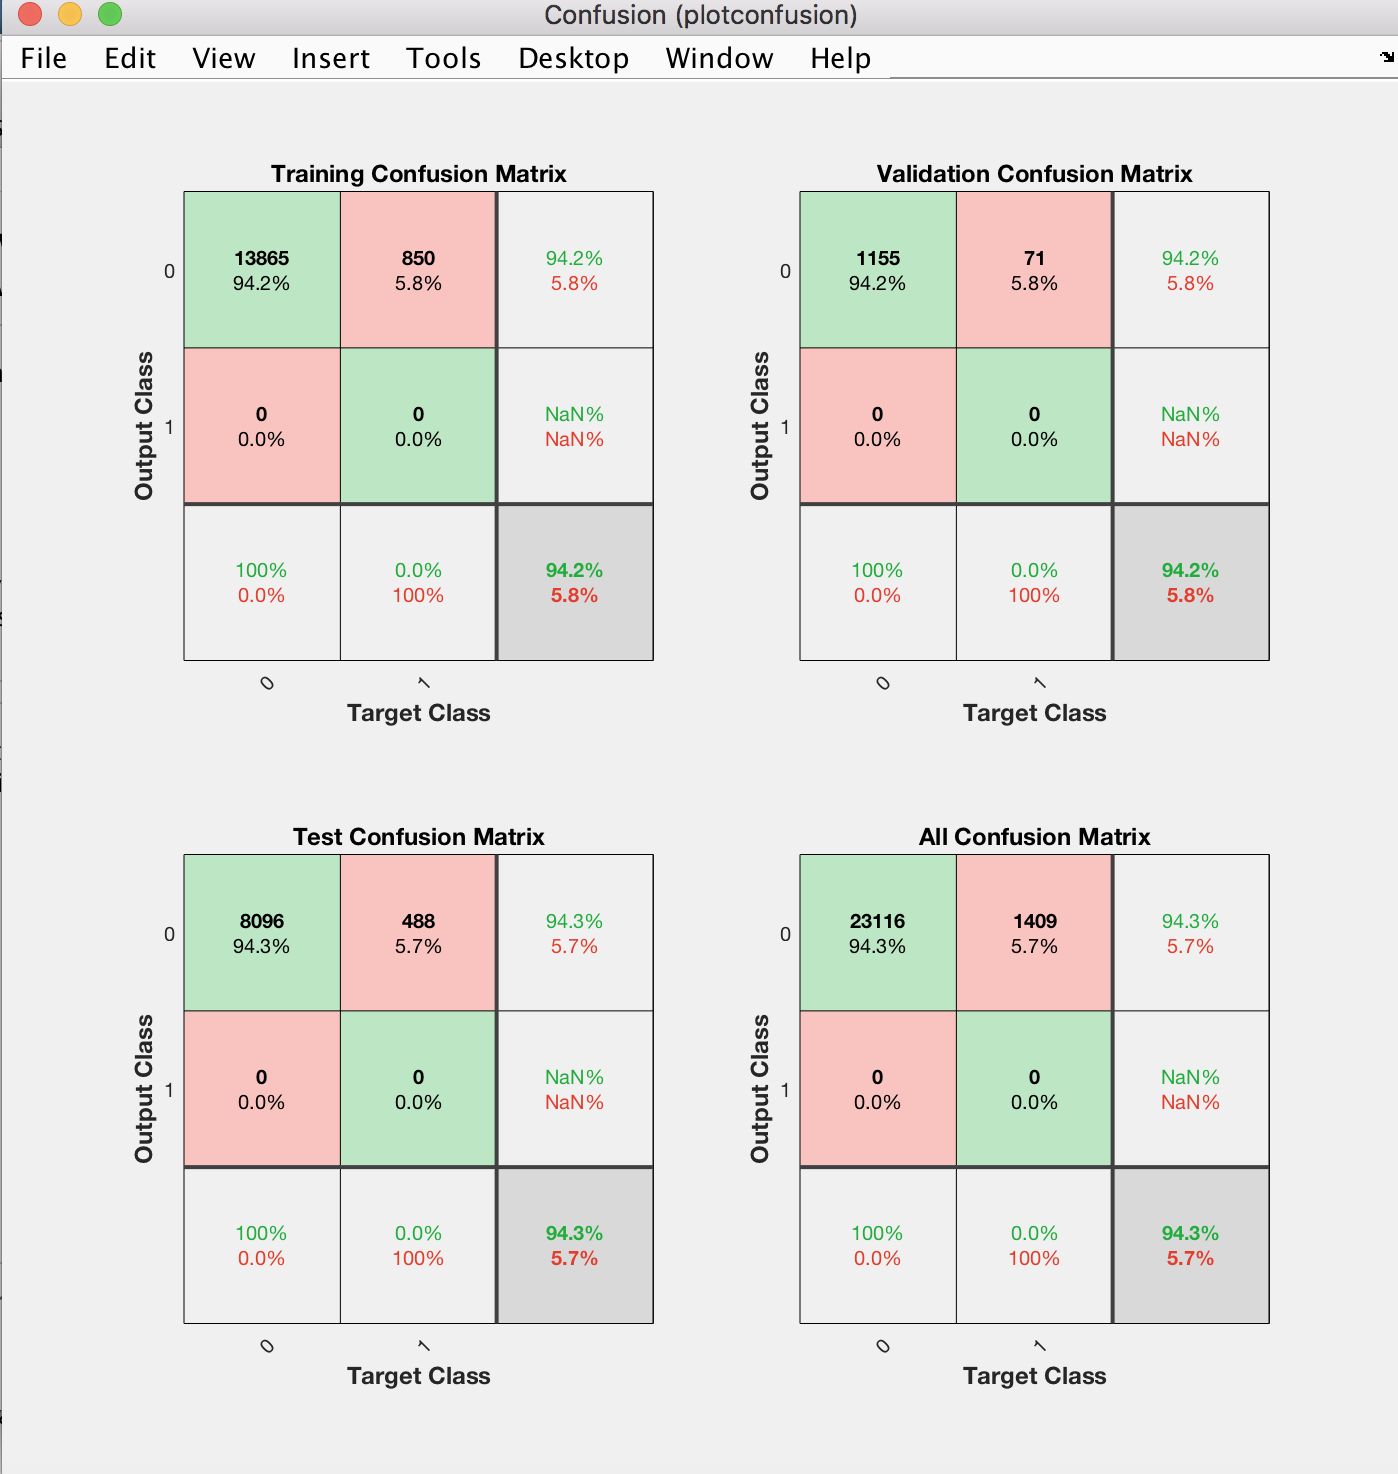 Confusion (plotconfusion)
File Edit View Insert Tools Desktop Window Help
Training Confusion Matrix
13865 850 94.2%
0
94.2% 5.8% 5.8%
0 0 NaN%
1
0.0% 0.0% NaN%
100% 0.0% 94.2%
0.0% 100% 5.8%
0 1
Output Class
Target Class
Validation Confusion Matrix
1155 71 94.2%
0
94.2% 5.8% 5.8%
0 0 NaN%
1
0.0% 0.0% NaN%
100% 0.0% 94.2%
0.0% 100% 5.8%
0 1
Output Class
Target Class
Test Confusion Matrix
8096 488 94.3%
0
94.3% 5.7% 5.7%
0 0 NaN%
1
0.0% 0.0% NaN%
100% 0.0% 94.3%
0.0% 100% 5.7%
0 1
Output Class
Target Class
All Confusion Matrix
23116 1409 94.3%
0
94.3% 5.7% 5.7%
0 0 NaN%
1
0.0% 0.0% NaN%
100% 0.0% 94.3%
0.0% 100% 5.7%
0 1
Output Class
Target Class